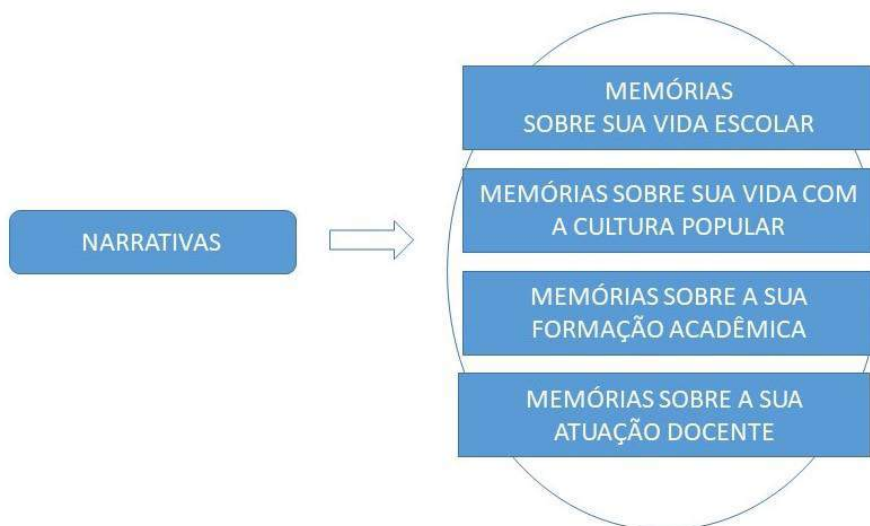 NARRATIVAS
MEMÓRIAS
SOBRE SUA VIDA ESCOLAR
MEMÓRIAS SOBRE SUA VIDA COM
A CULTURA POPULAR
MEMÓRIAS SOBRE A SUA
FORMAÇÃO ACADÊMICA
MEMÓRIAS SOBRE A SUA
ATUAÇÃO DOCENTE